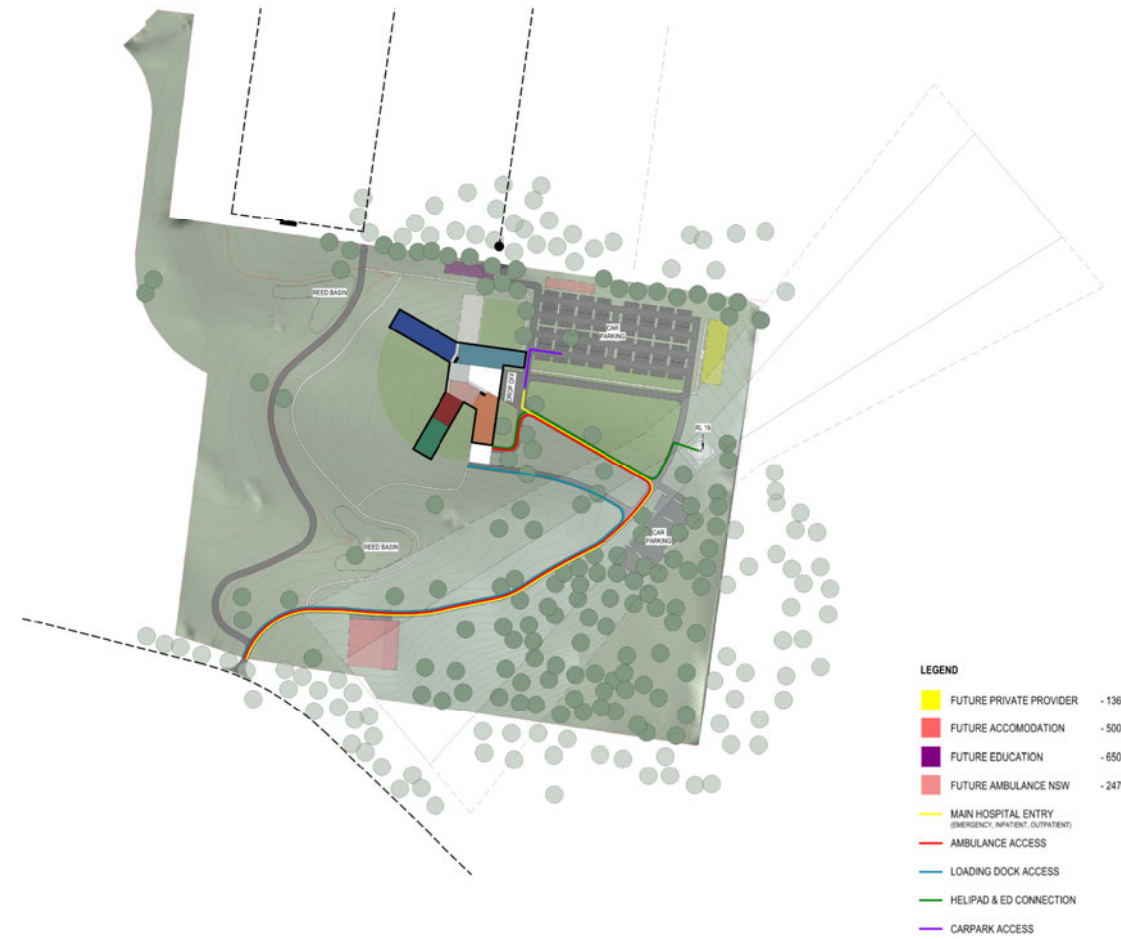 REED BASIN
CAR
PARKING
DROP OFF
RL 19
CAR
PARKING
REED BASIN
LEGEND
FUTURE PRIVATE PROVIDER - 136
FUTURE ACCOMODATION - 500
FUTURE EDUCATION - 650
FUTURE AMBULANCE NSW - 247
MAIN HOSPITAL ENTRY
(EMERGENCY, INPATIENT, OUTPATIENT)
AMBULANCE ACCESS
LOADING DOCK ACCESS
HELIPAD & ED CONNECTION
CARPARK ACCESS